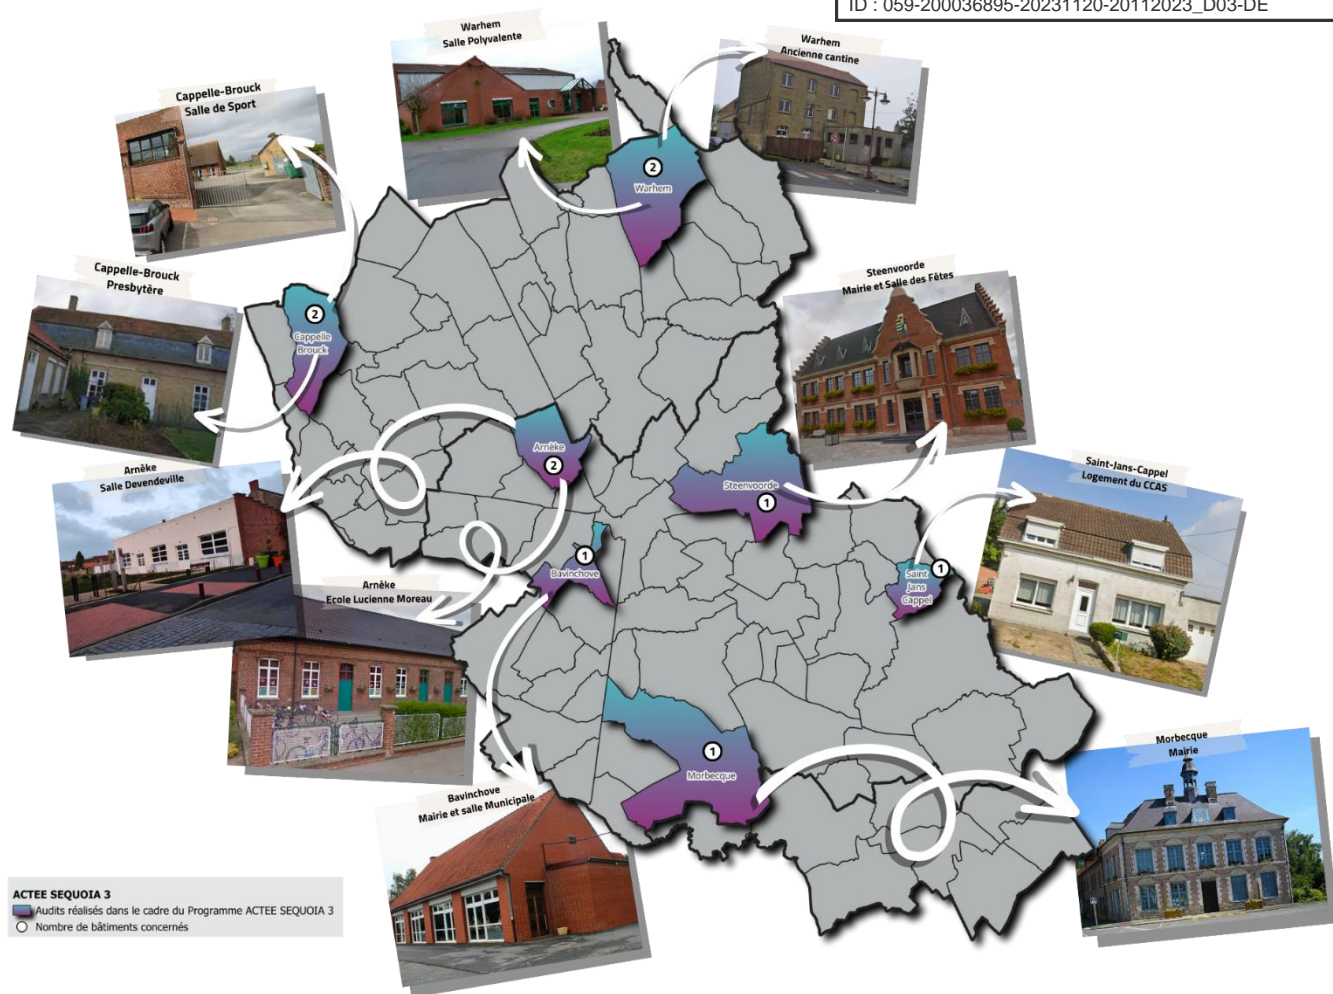 ID : 059-200036895-20231120-20112023_D03-DE
Warhem
Salle Polyvalente
Warhem
Ancienne cantine
Cappelle-Brouck
Salle de Sport
2
Warhem
Cappelle-Brouck
Presbytère
Steenvoorde
Mairie et Salle des Fêtes
2
Cappelle
Brouck
Arnèke
Salle Devendeville
Arnèke
2
Steenvoorde
1
Saint-Jans-Cappel
Logement du CCAS
1
Bavinchove
1
Saint
Jans
Cappel
Arnèke
Ecole Lucienne Moreau
1
Morbecque
Morbecque
Mairie
Bavinchove
Mairie et salle Municipale
ACTEE SEQUOIA 3
Audits réalisés dans le cadre du Programme ACTEE SEQUOIA 3
Nombre de bâtiments concernés